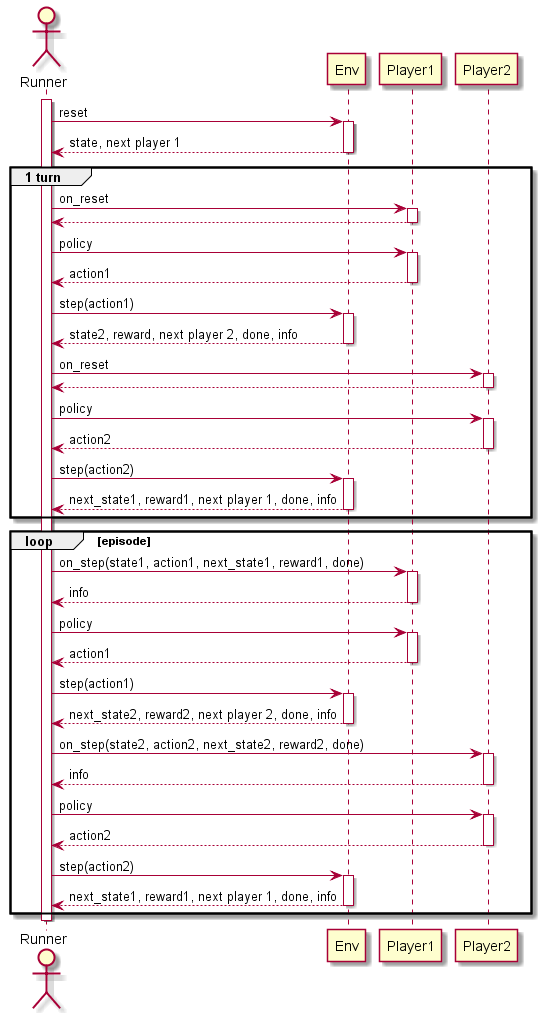 Runner
Env
Player1
Player2
reset
state, next player 1
1 turn
on_reset
policy
action1
step(action1)
state2, reward, next player 2, done, info
on_reset
policy
action2
step(action2)
next_state1, reward1, next player 1, done, info
loop
[episode]
on_step(state1, action1, next_state1, reward1, done)
info
policy
action1
step(action1)
next_state2, reward2, next player 2, done, info
on_step(state2, action2, next_state2, reward2, done)
info
policy
action2
step(action2)
next_state1, reward1, next player 1, done, info
Runner
Env
Player1
Player2